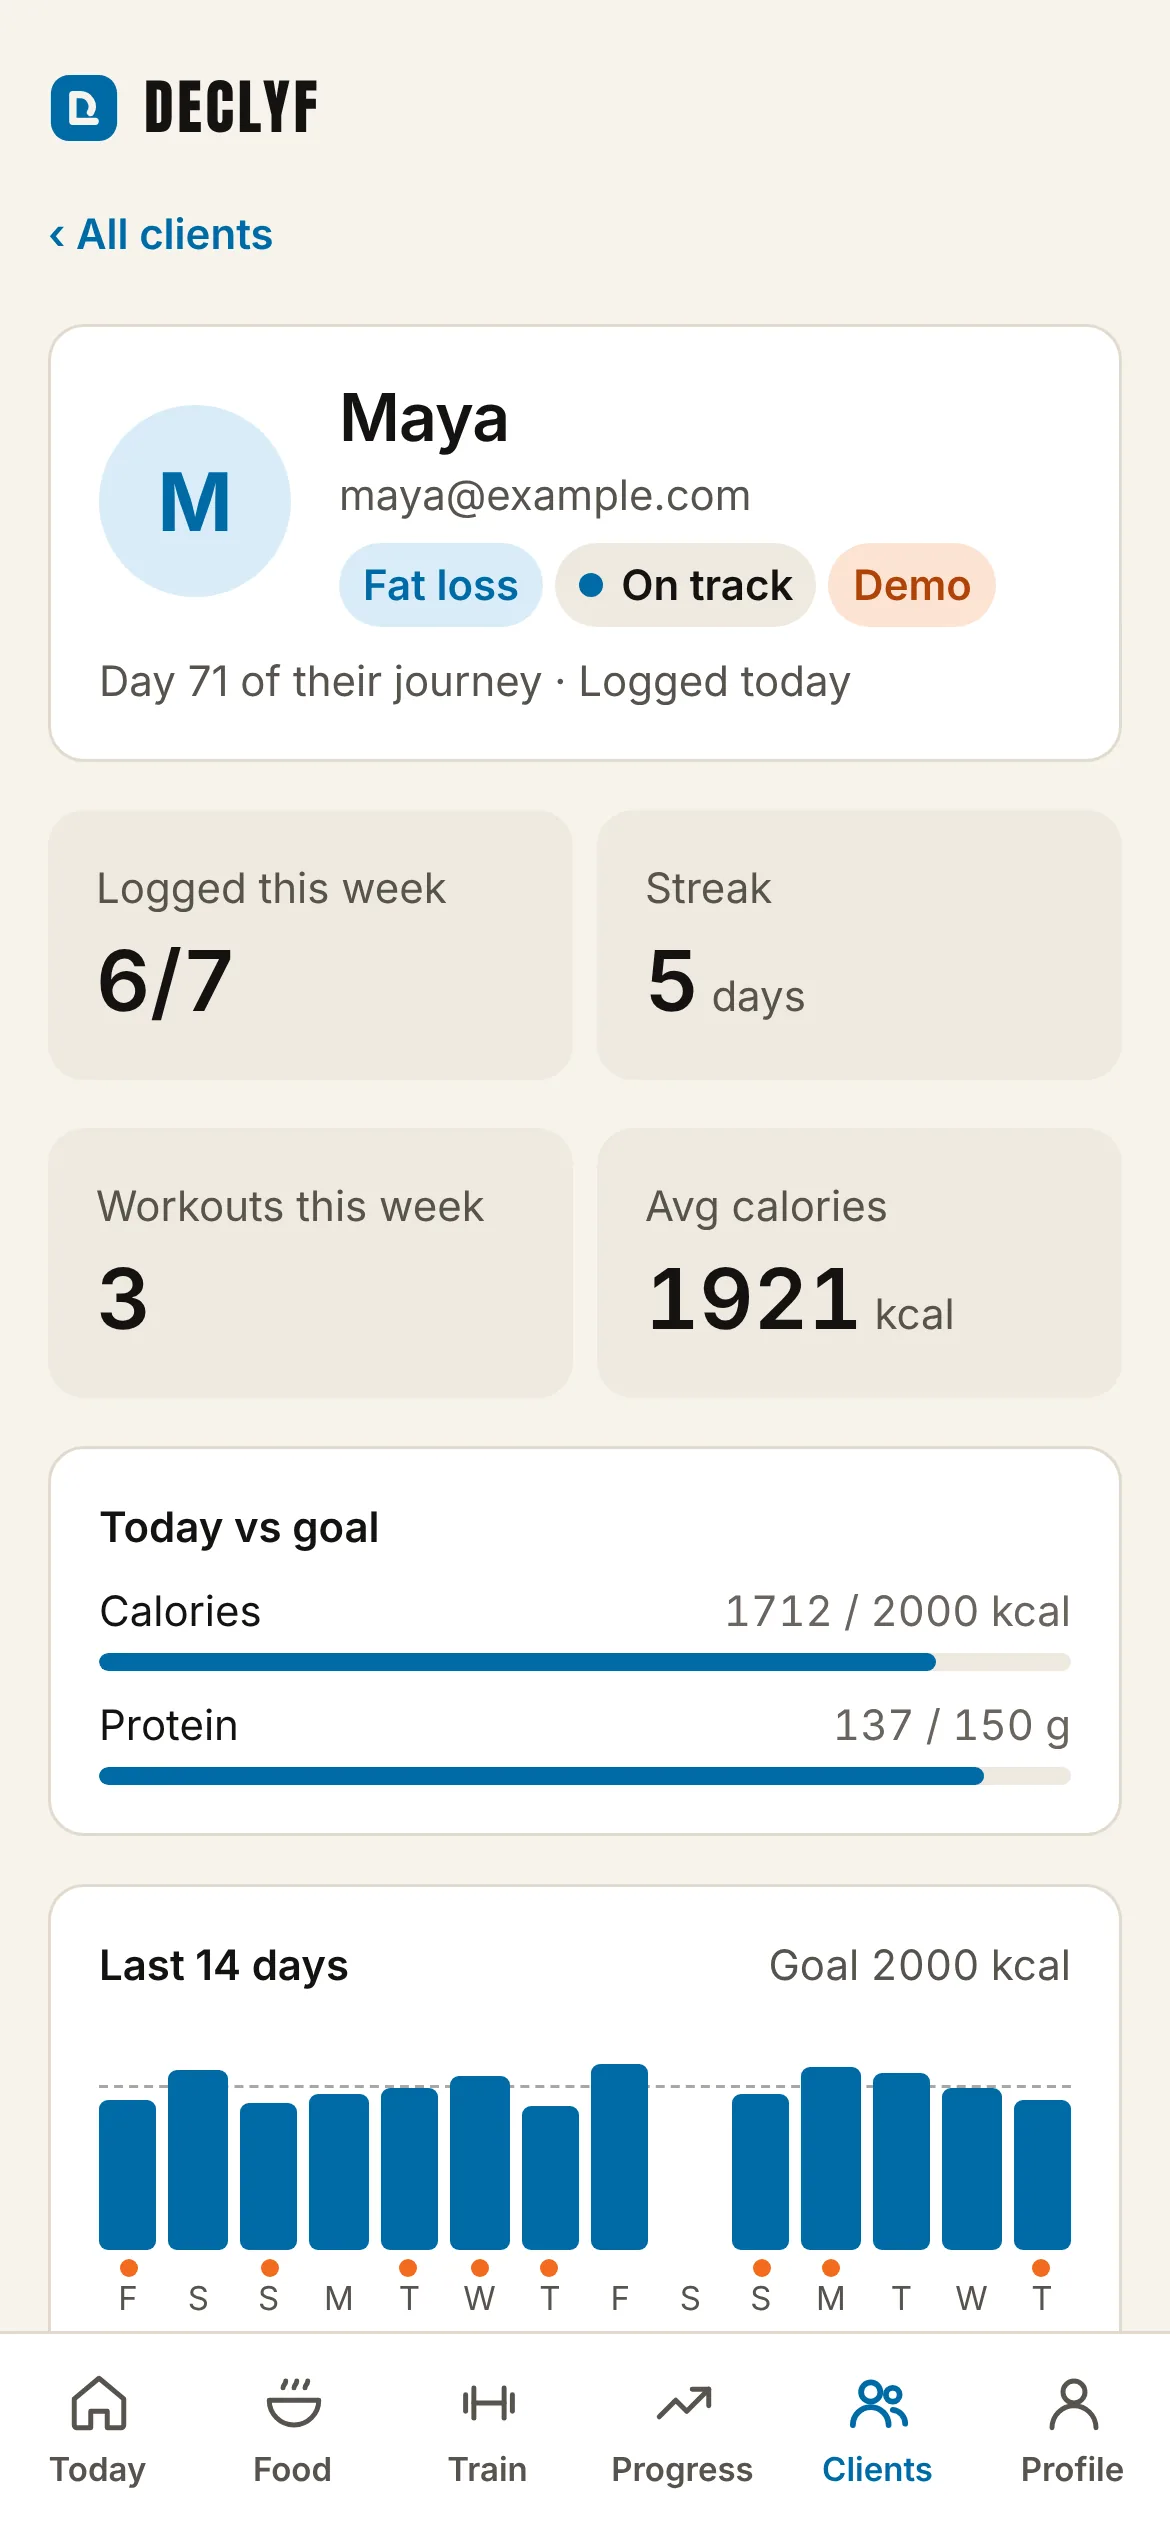 DECLYF
‹ All clients
M
Maya
maya@example.com
Fat loss
On track
Demo
Day 71 of their journey · Logged today
Logged this week
6/7
Streak
5 days
Workouts this week
3
Avg calories
1921 kcal
Today vs goal
Calories 1712 / 2000 kcal
Protein 137 / 150 g
Last 14 days Goal 2000 kcal
F S S M T W T F S S M T W T
Today Food Train Progress Clients Profile